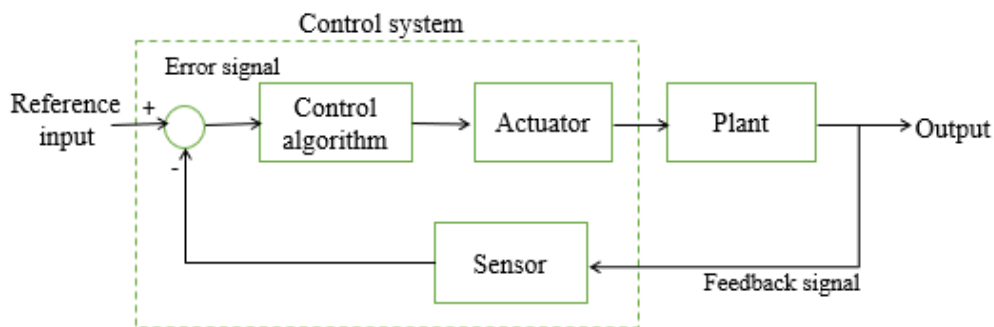 Control system
Error signal
Reference
input
+
-
Control
algorithm
Actuator
Plant
Output
Sensor
Feedback signal